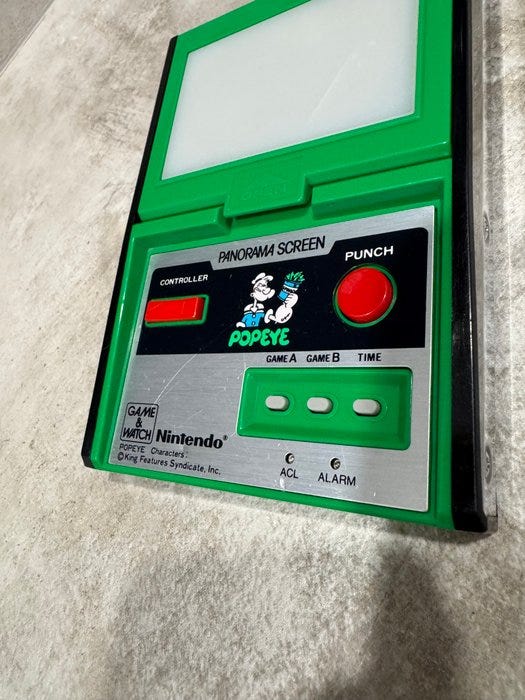 OPEN
PANORAMA SCREEN
CONTROLLER
PUNCH
POPEYE
GAME A GAME B TIME
GAME
&
WATCH
Nintendo®
POPEYE Characters:
©King Features Syndicate, Inc.
ACL
ALARM